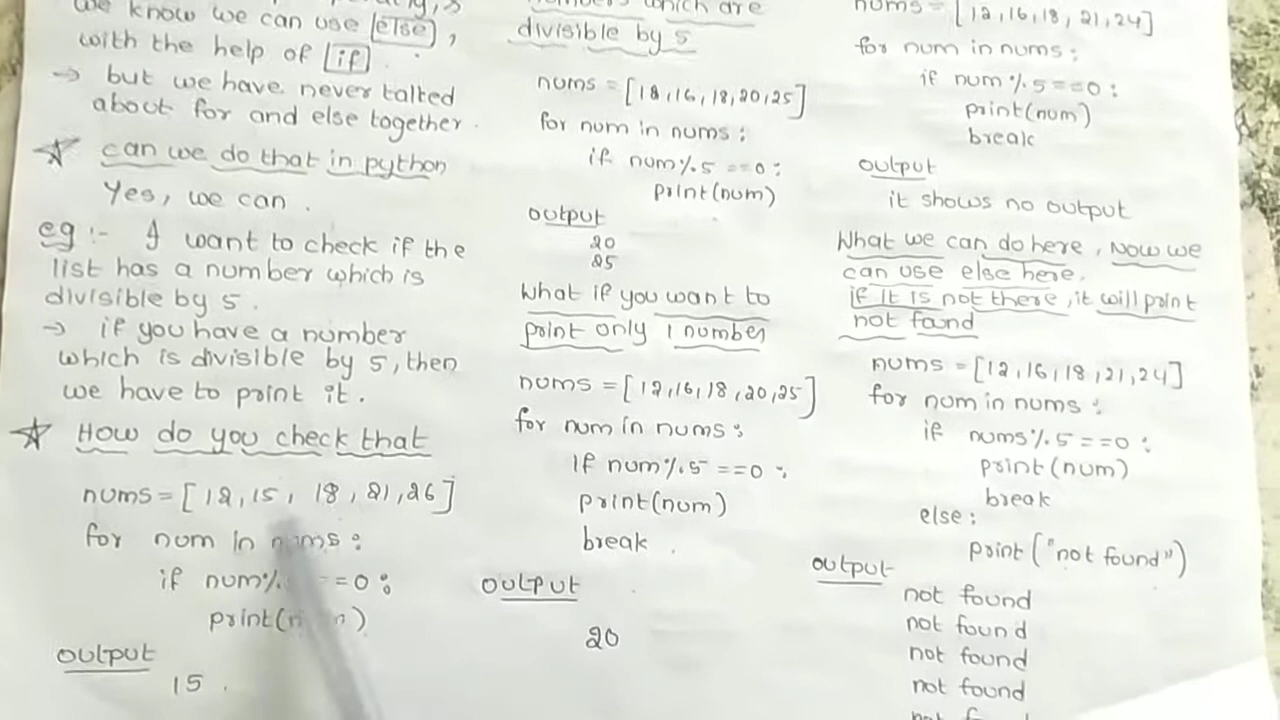 we know we can use else,
with the help of if.
→ but we have never talted
about for and else together.
☆ can we do that in python
Yes, we can.
eg:- I want to check if the
list has a number which is
divisible by 5.
→ if you have a number
which is divisible by 5, then
we have to print it.
☆ How do you check that
nums = [12, 15, 18, 21, 26]
for num in nums:
if num% ==0:
print(
output
15.
numbers which are
divisible by 5
nums = [18,16,18,20,25]
for num in nums:
if num%5 ==0:
print(num)
output
20
25
What if you want to
print only 1 number
nums = [12,16,18,20,25]
for num in nums:
If num%5 ==0:
print(num)
break.
output
20
nums = [12,16,18,21,24]
for num in nums:
if num%5==0:
print(num)
break
output
it shows no output
What we can do here, Now we
can use else here.
if it is not there, it will print
not found
nums = [12,16,18,21,24]
for num in nums:
if nums%5==0:
print(num)
break
else:
print("not found")
output
not found
not found
not found
not found